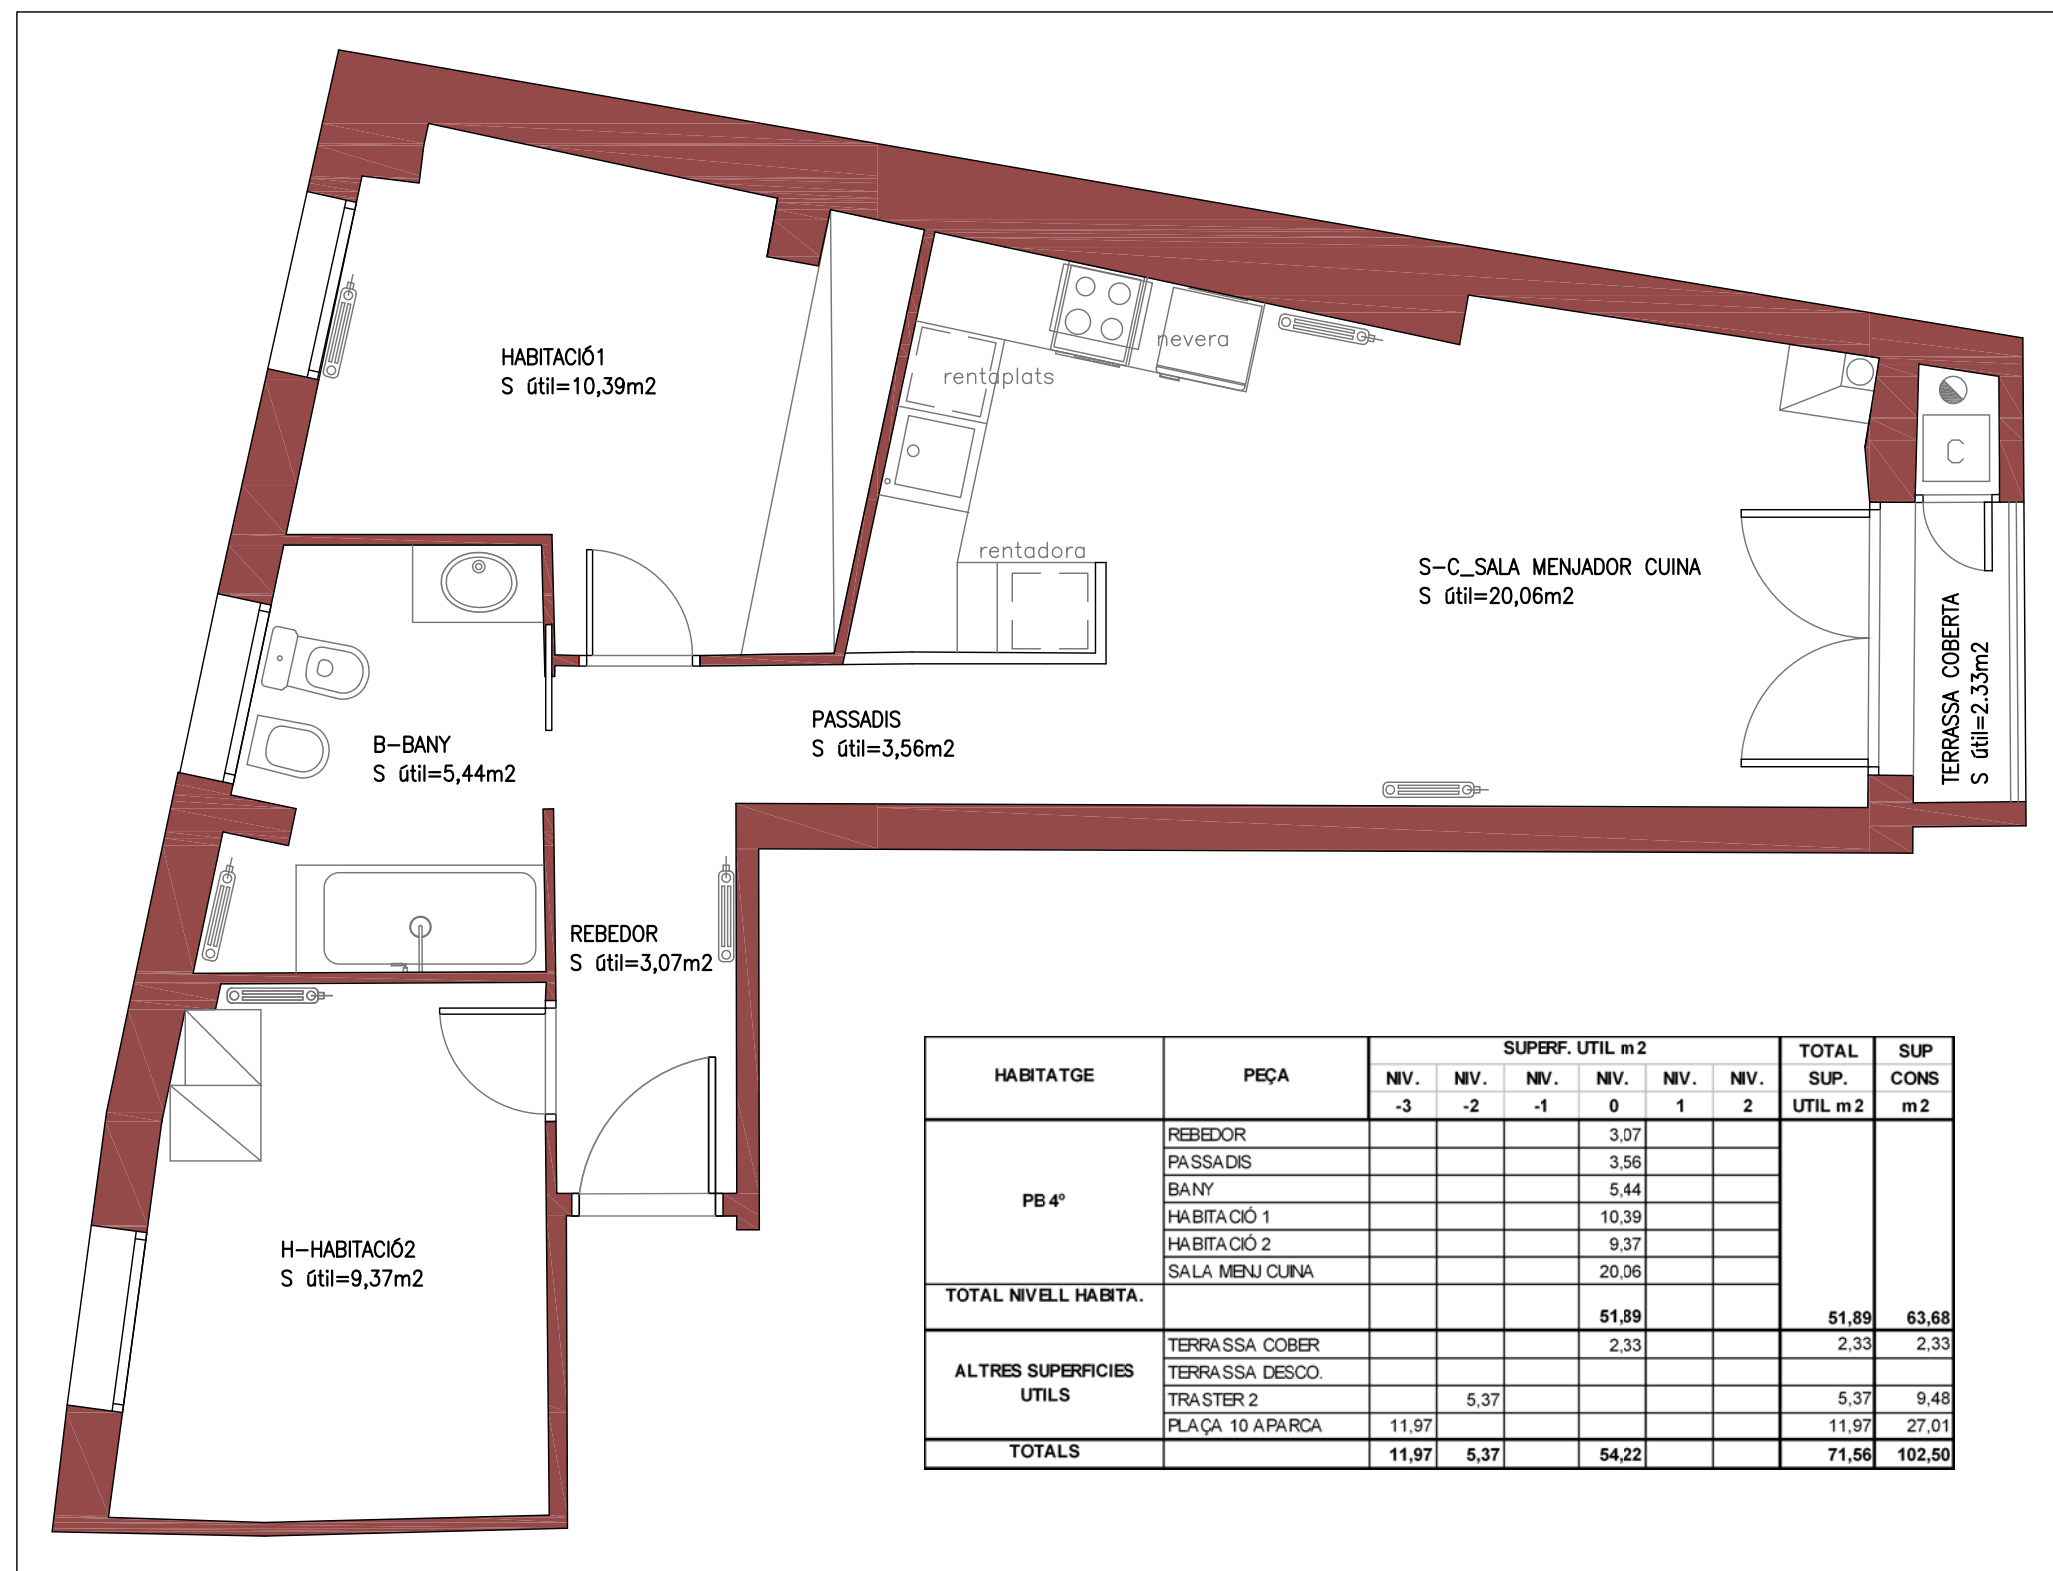 HABITACIÓ1
S útil=10,39m2
nevera
rentaplats
rentadora
C
S-C_SALA MENJADOR CUINA
S útil=20,06m2
TERRASSA COBERTA
S útil=2.33m2
PASSADIS
S útil=3,56m2
B-BANY
S útil=5,44m2
REBEDOR
S útil=3,07m2
H-HABITACIÓ2
S útil=9,37m2
HABITATGE PEÇA SUPERF. UTIL m2 TOTAL SUP
NIV. NIV. NIV. NIV. NIV. NIV. SUP. CONS
-3 -2 -1 0 1 2 UTIL m2 m2
PB 4º
REBEDOR 3,07
PASSADIS 3,56
BANY 5,44
HABITACIÓ 1 10,39
HABITACIÓ 2 9,37
SALA MENJ CUINA 20,06
TOTAL NIVELL HABITA. 51,89 51,89 63,68
ALTRES SUPERFICIES
UTILS
TERRASSA COBER 2,33 2,33 2,33
TERRASSA DESCO.
TRASTER 2 5,37 5,37 9,48
PLAÇA 10 APARCA 11,97 11,97 27,01
TOTALS 11,97 5,37 54,22 71,56 102,50